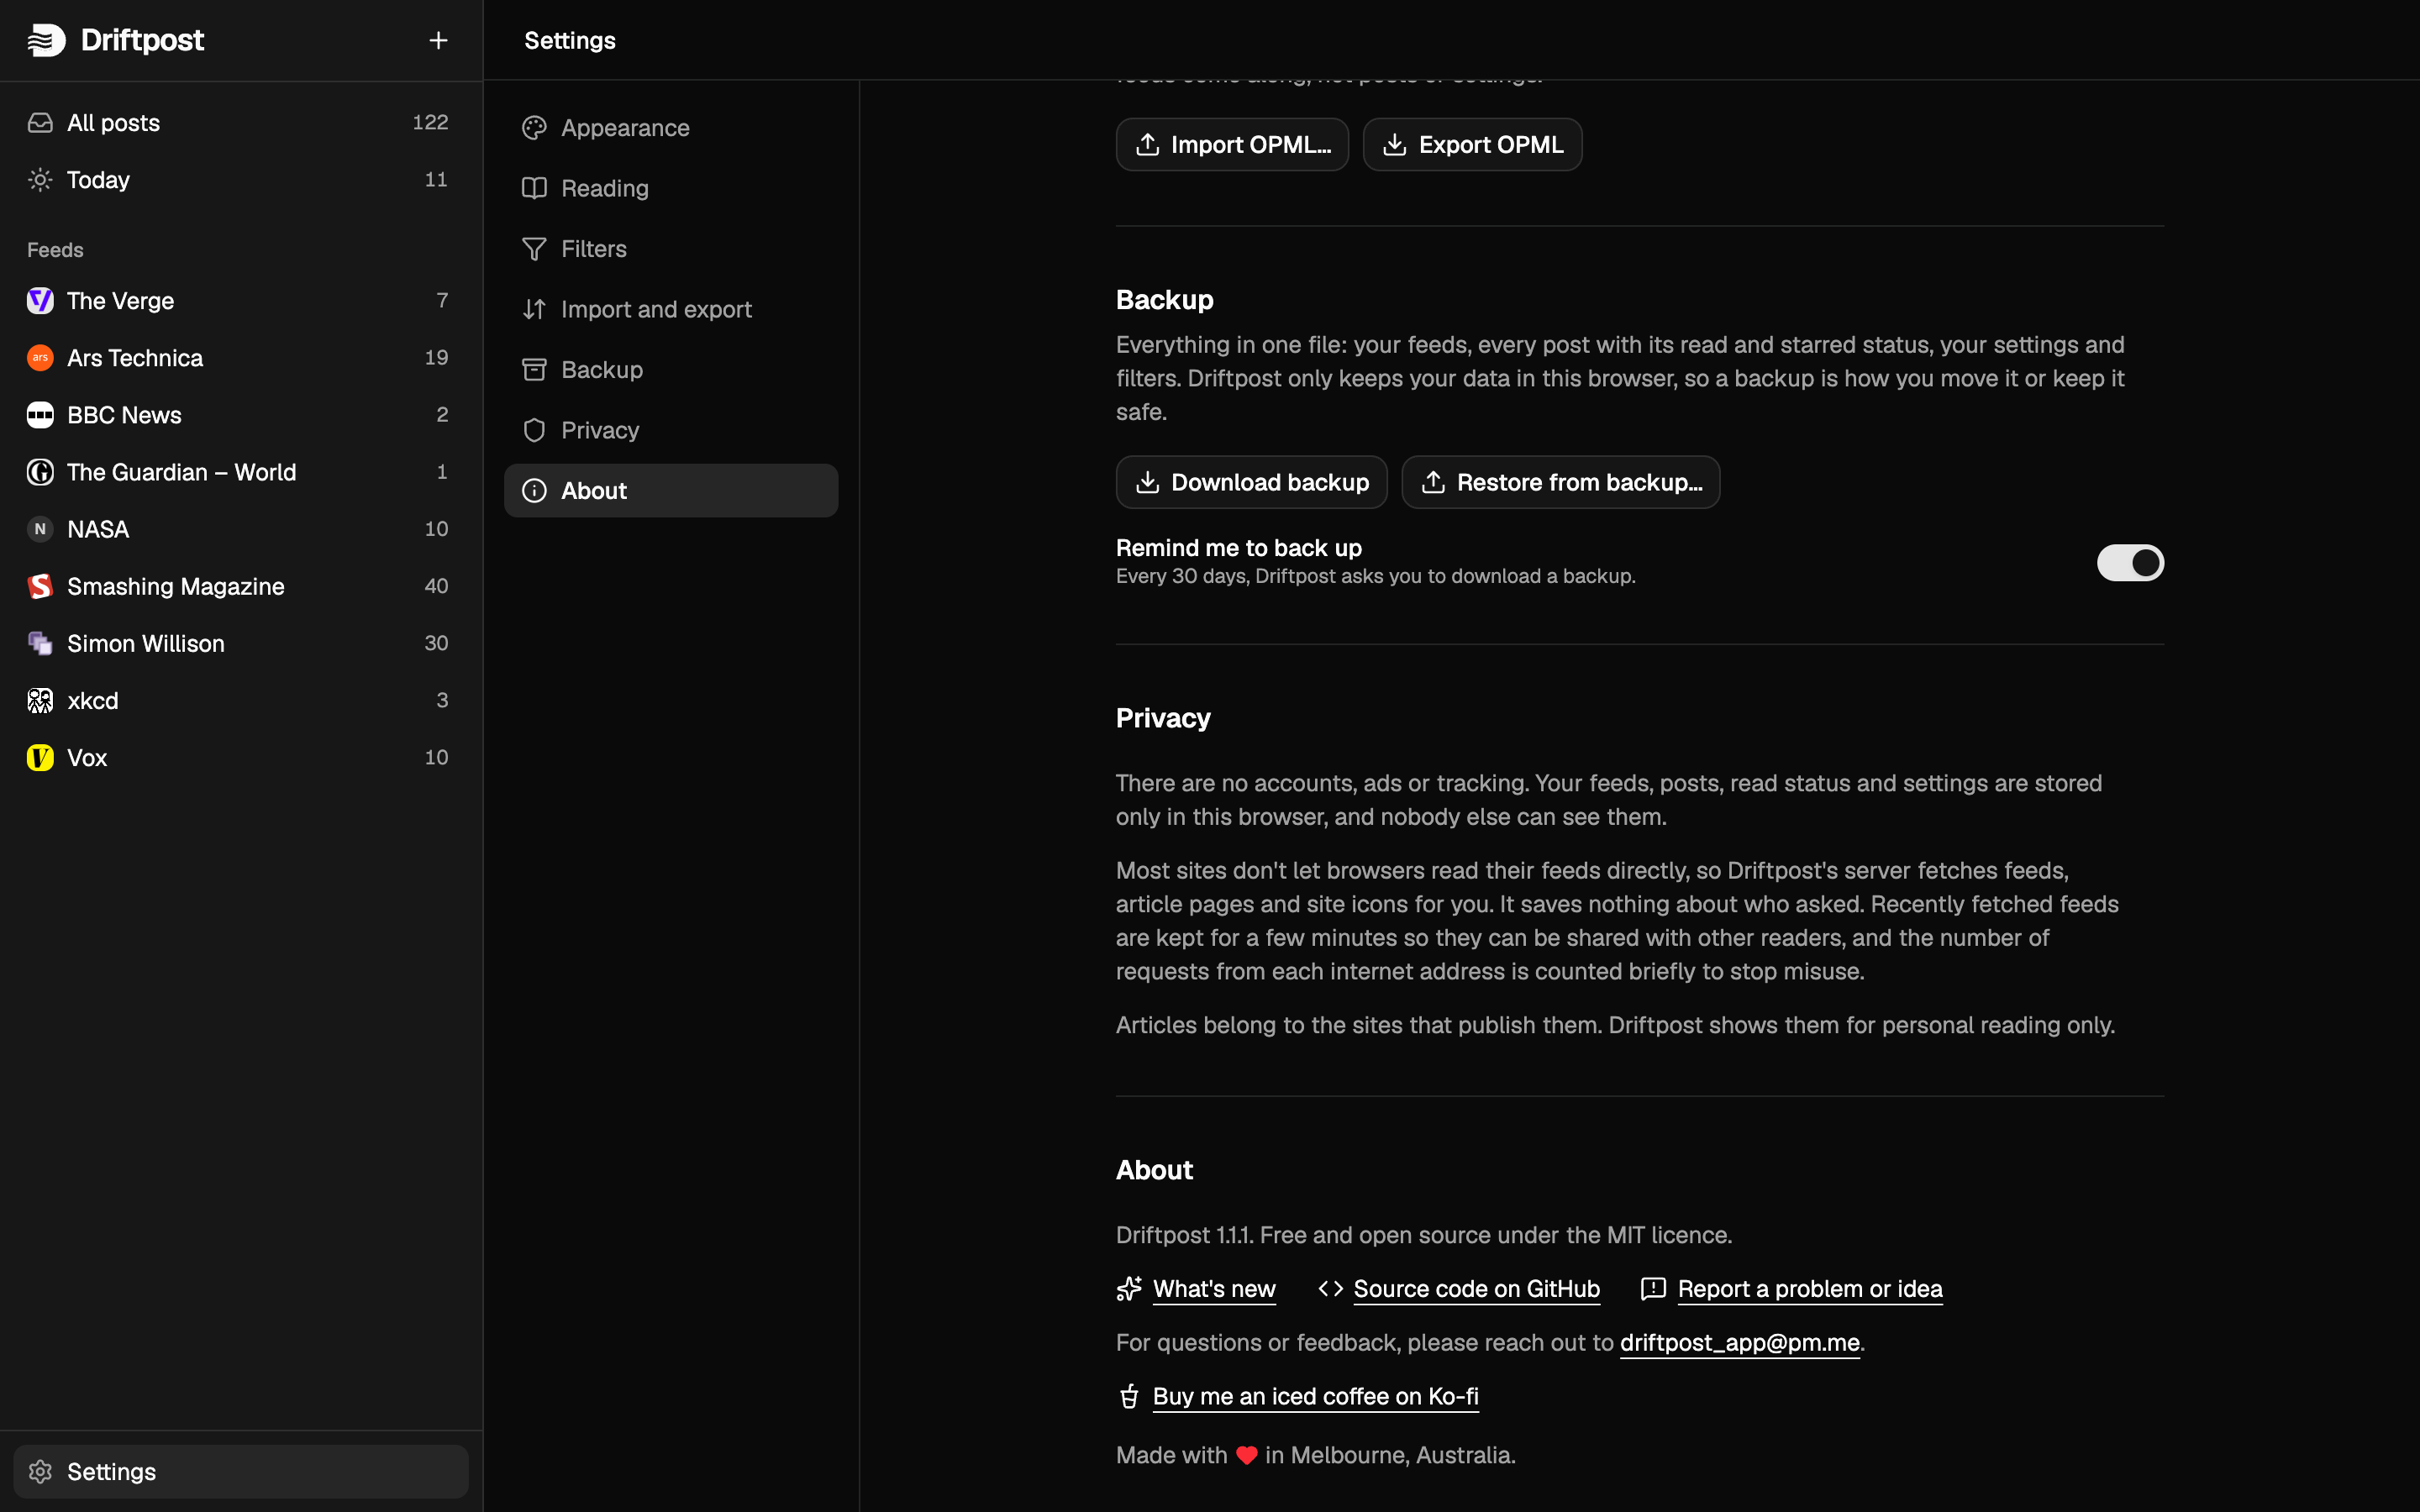 Driftpost
All posts 122
Today 11
Feeds
The Verge 7
ars Ars Technica 19
BBC News 2
G The Guardian – World 1
N NASA 10
S Smashing Magazine 40
Simon Willison 30
xkcd 3
V Vox 10
Settings
Settings
Appearance
Reading
Filters
Import and export
Backup
Privacy
About
feeds come along, not posts or settings.
Import OPML...
Export OPML
Backup
Everything in one file: your feeds, every post with its read and starred status, your settings and
filters. Driftpost only keeps your data in this browser, so a backup is how you move it or keep it
safe.
Download backup
Restore from backup...
Remind me to back up
Every 30 days, Driftpost asks you to download a backup.
Privacy
There are no accounts, ads or tracking. Your feeds, posts, read status and settings are stored
only in this browser, and nobody else can see them.
Most sites don't let browsers read their feeds directly, so Driftpost's server fetches feeds,
article pages and site icons for you. It saves nothing about who asked. Recently fetched feeds
are kept for a few minutes so they can be shared with other readers, and the number of
requests from each internet address is counted briefly to stop misuse.
Articles belong to the sites that publish them. Driftpost shows them for personal reading only.
About
Driftpost 1.1.1. Free and open source under the MIT licence.
What's new
Source code on GitHub
Report a problem or idea
For questions or feedback, please reach out to driftpost_app@pm.me.
Buy me an iced coffee on Ko-fi
Made with ❤️ in Melbourne, Australia.